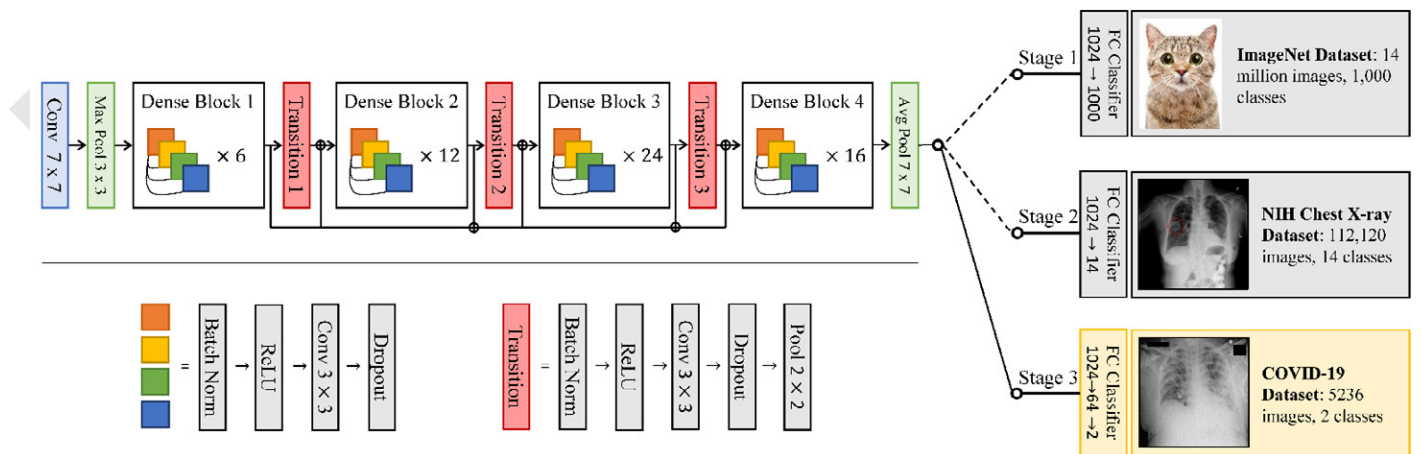 Conv 7 x 7
Max Pool 3 x 3
Dense Block 1
× 6
Transition 1
Dense Block 2
× 12
Transition 2
Dense Block 3
× 24
Transition 3
Dense Block 4
× 16
Avg Pool 7 x 7
Stage 1
FC Classifier
1024 → 1000
ImageNet Dataset: 14
million images, 1,000
classes
Stage 2
FC Classifier
1024 → 14
NIH Chest X-ray
Dataset: 112,120
images, 14 classes
Stage 3
FC Classifier
1024→64 →2
COVID-19
Dataset: 5236
images, 2 classes
=
Batch Norm
ReLU
Conv 3 × 3
Dropout
Transition
=
Batch Norm
ReLU
Conv 3 × 3
Dropout
Pool 2 × 2